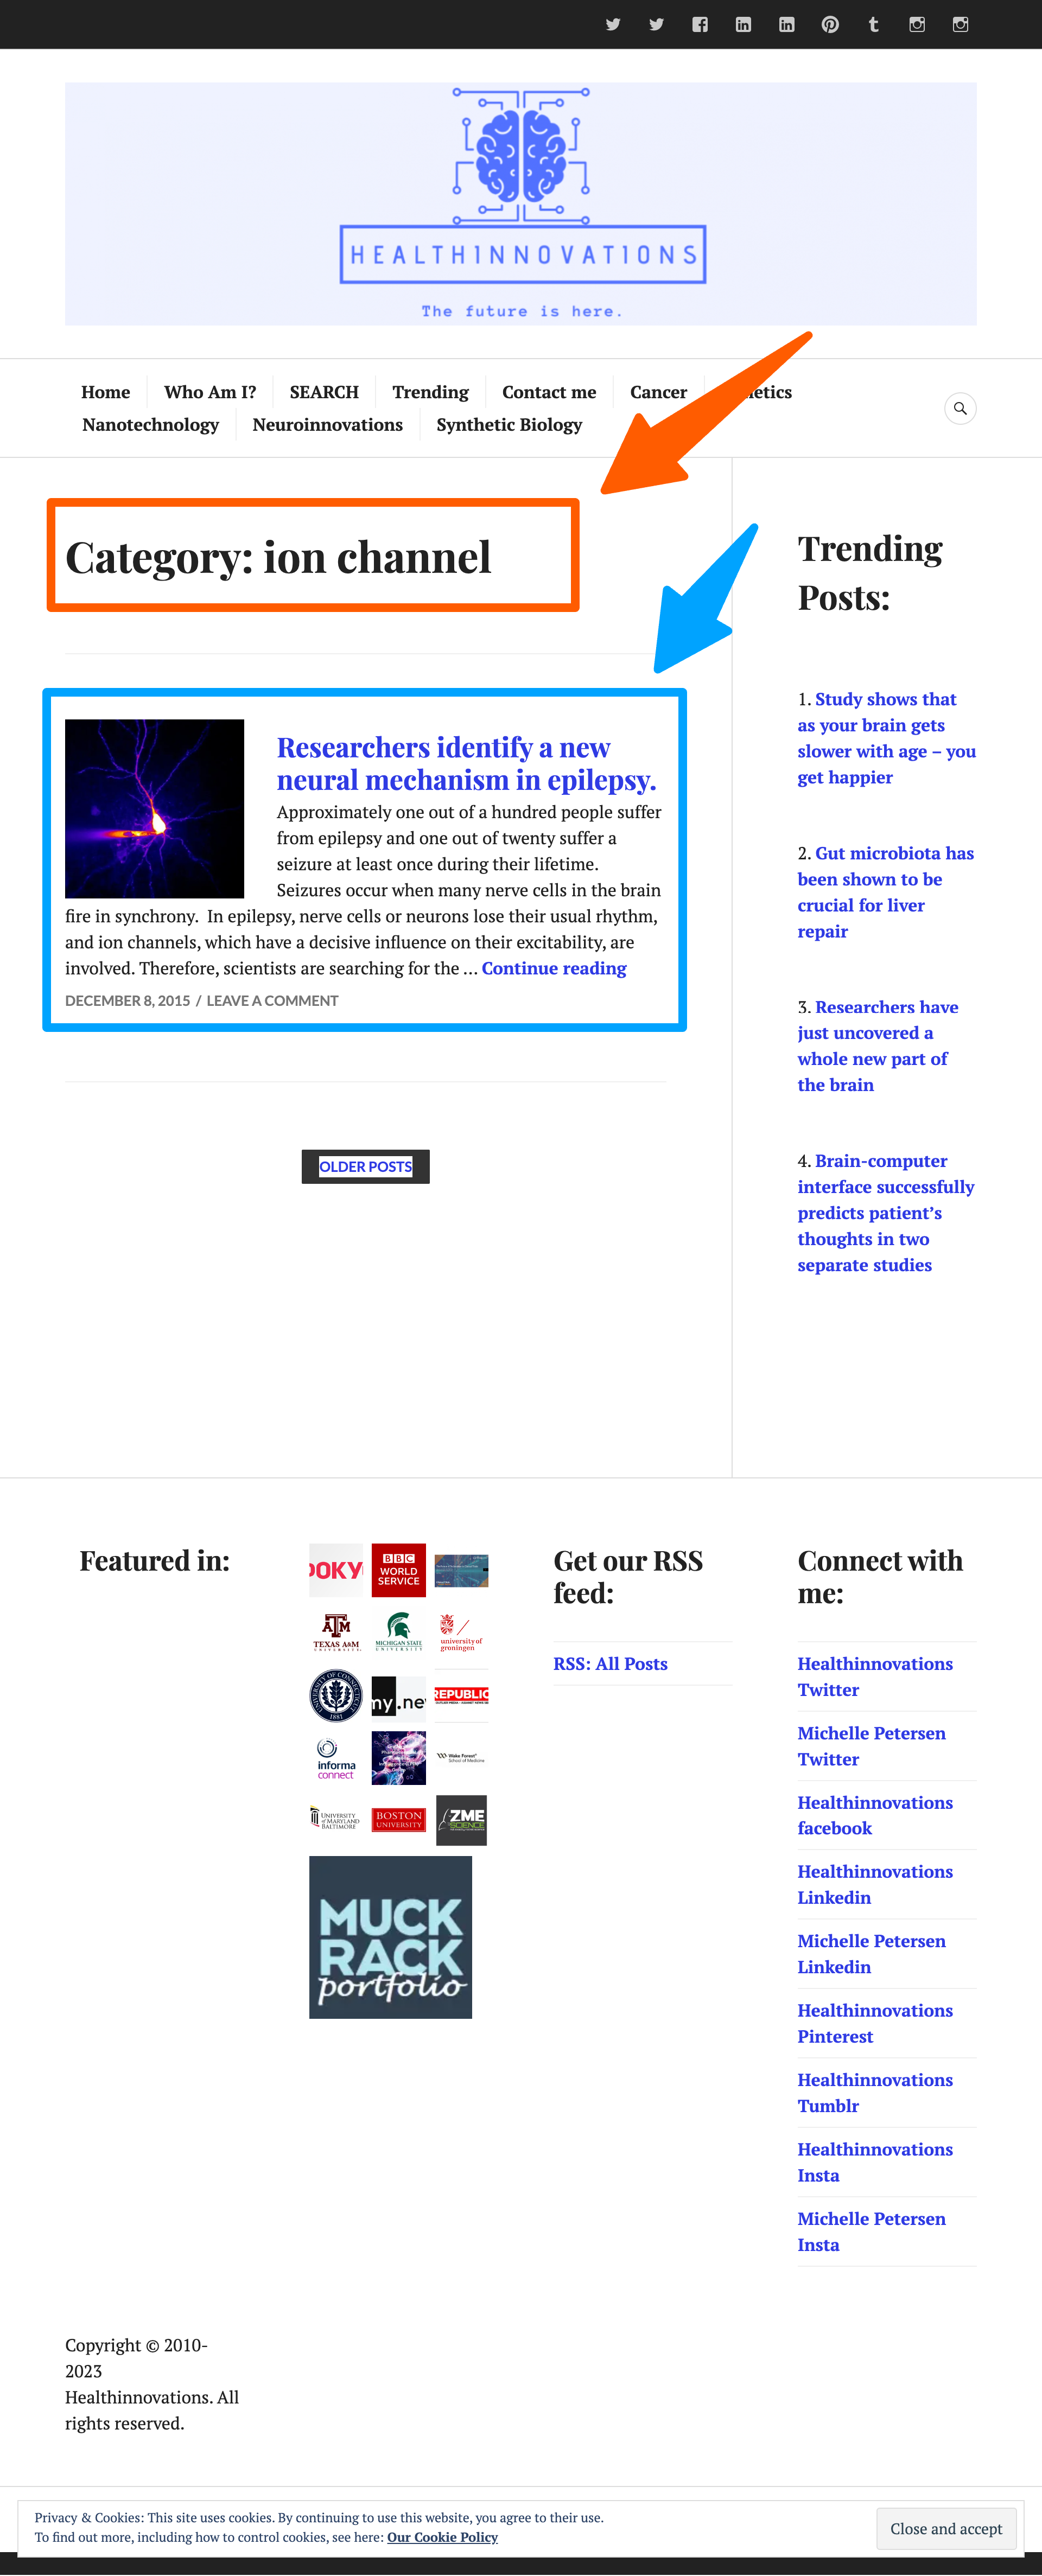 HEALTHINNOVATIONS
The future is here.
Home
Who Am I?
SEARCH
Trending
Contact me
Cancer
Nanotechnology
Neuroinnovations
Synthetic Biology
Category: ion channel
Researchers identify a new
neural mechanism in epilepsy.
Approximately one out of a hundred people suffer
from epilepsy and one out of twenty suffer a
seizure at least once during their lifetime.
Seizures occur when many nerve cells in the brain
fire in synchrony.  In epilepsy, nerve cells or neurons lose their usual rhythm,
and ion channels, which have a decisive influence on their excitability, are
involved. Therefore, scientists are searching for the … Continue reading
DECEMBER 8, 2015 / LEAVE A COMMENT
OLDER POSTS
Trending
Posts:
1. Study shows that
as your brain gets
slower with age – you
get happier
2. Gut microbiota has
been shown to be
crucial for liver
repair
3. Researchers have
just uncovered a
whole new part of
the brain
4. Brain-computer
interface successfully
predicts patient’s
thoughts in two
separate studies
Featured in:
OKY
BBC
WORLD
SERVICE
TEXAS A&M
UNIVERSITY
MICHIGAN STATE
UNIVERSITY
university of
groningen
UNIVERSITY OF CONNECTICUT
1881
my.new
REPUBLIC
informa
connect
Wake Forest®
School of Medicine
UNIVERSITY
of MARYLAND
BALTIMORE
BOSTON
UNIVERSITY
ZME
SCIENCE
MUCK
RACK
portfolio
Get our RSS
feed:
RSS: All Posts
Connect with
me:
Healthinnovations
Twitter
Michelle Petersen
Twitter
Healthinnovations
facebook
Healthinnovations
Linkedin
Michelle Petersen
Linkedin
Healthinnovations
Pinterest
Healthinnovations
Tumblr
Healthinnovations
Insta
Michelle Petersen
Insta
Copyright © 2010-
2023
Healthinnovations. All
rights reserved.
Privacy & Cookies: This site uses cookies. By continuing to use this website, you agree to their use.
To find out more, including how to control cookies, see here: Our Cookie Policy
Close and accept